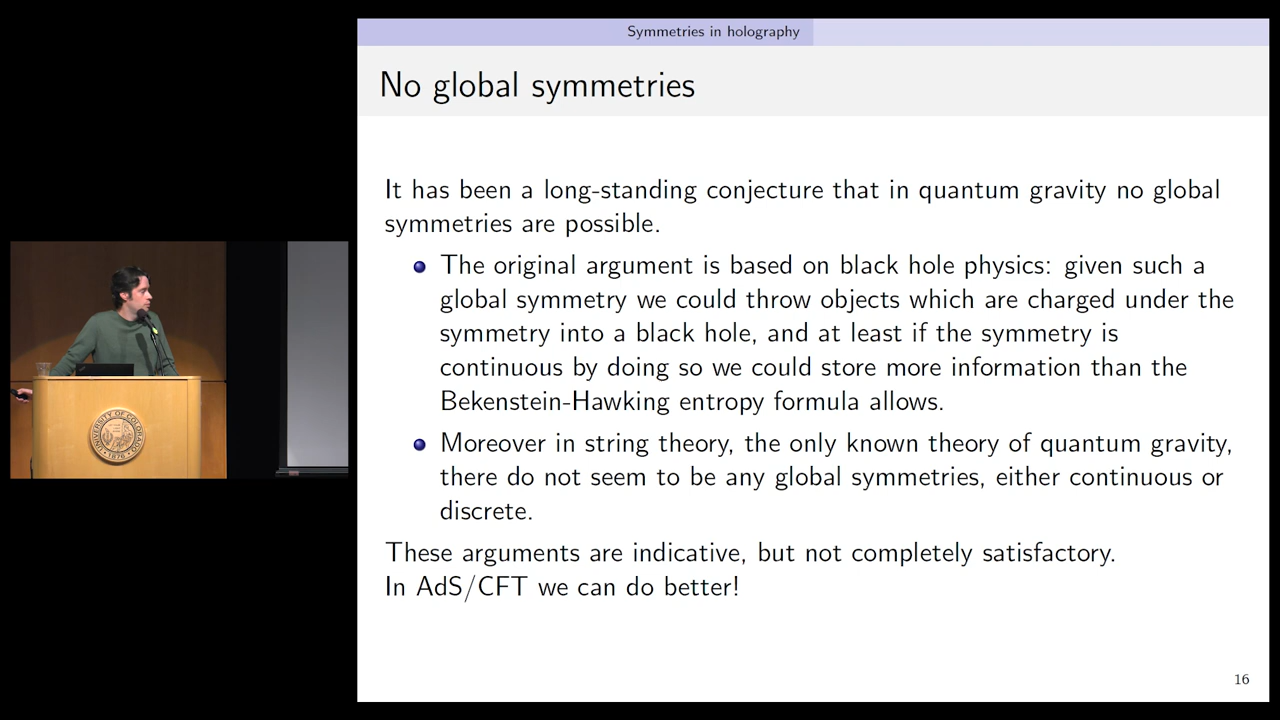 Symmetries in holography
No global symmetries
It has been a long-standing conjecture that in quantum gravity no global
symmetries are possible.
The original argument is based on black hole physics: given such a
global symmetry we could throw objects which are charged under the
symmetry into a black hole, and at least if the symmetry is
continuous by doing so we could store more information than the
Bekenstein-Hawking entropy formula allows.
Moreover in string theory, the only known theory of quantum gravity,
there do not seem to be any global symmetries, either continuous or
discrete.
These arguments are indicative, but not completely satisfactory.
In AdS/CFT we can do better!
16
UNIVERSITY OF COLORADO
1876